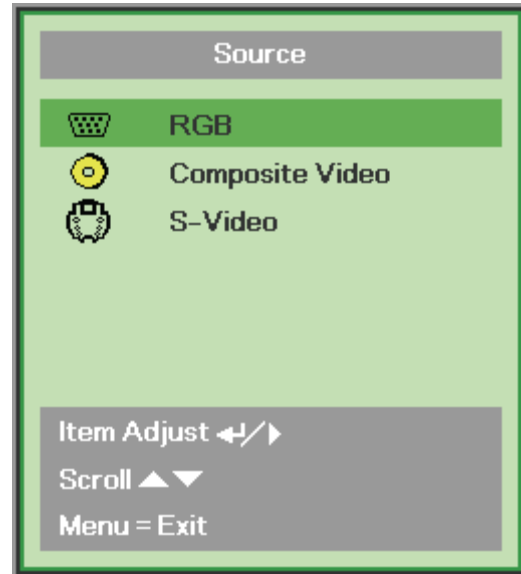 Source
RGB
Composite Video
S-Video
Item Adjust ↵/▶
Scroll ▲▼
Menu = Exit